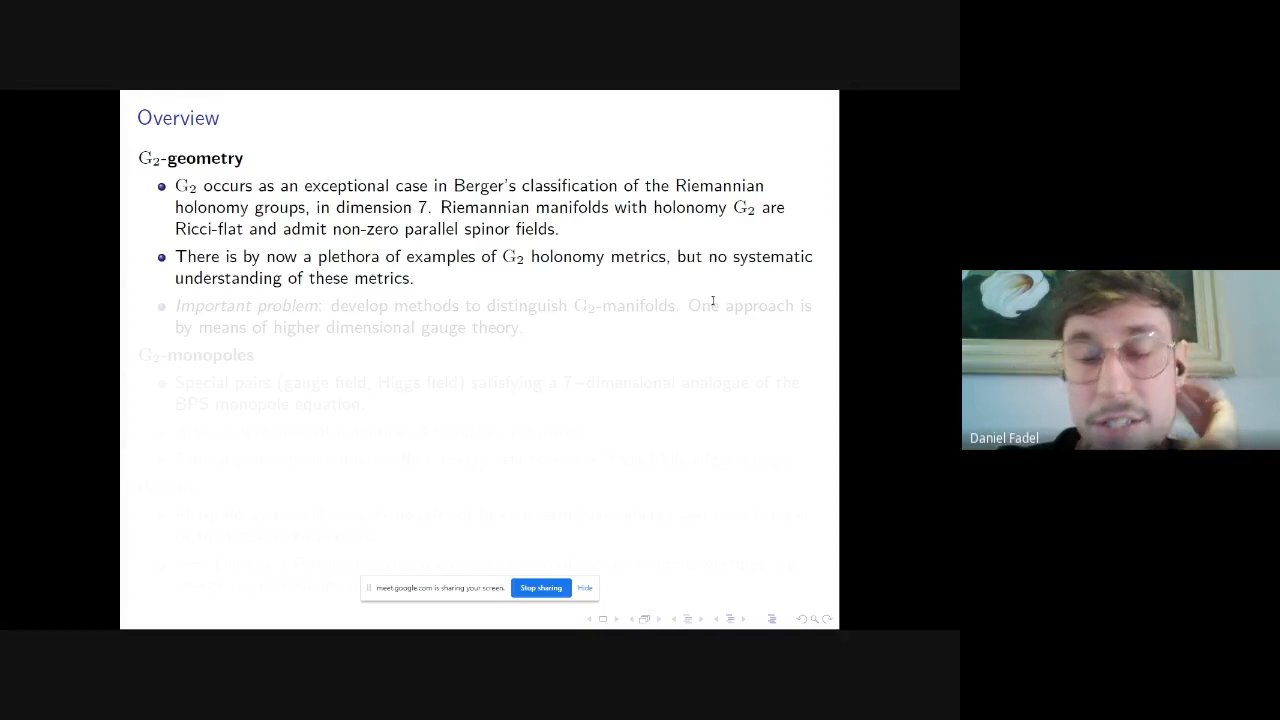 Overview
G₂-geometry
G₂ occurs as an exceptional case in Berger's classification of the Riemannian
holonomy groups, in dimension 7. Riemannian manifolds with holonomy G₂ are
Ricci-flat and admit non-zero parallel spinor fields.
There is by now a plethora of examples of G₂ holonomy metrics, but no systematic
understanding of these metrics.
Important problem: develop methods to distinguish G₂-manifolds. One approach is
by means of higher dimensional gauge theory.
G₂-monopoles
Special pairs (gauge field, Higgs field) satisfying a 7−dimensional analogue of the
BPS monopole equation.
meet.google.com is sharing your screen.
Stop sharing
Hide
Daniel Fadel